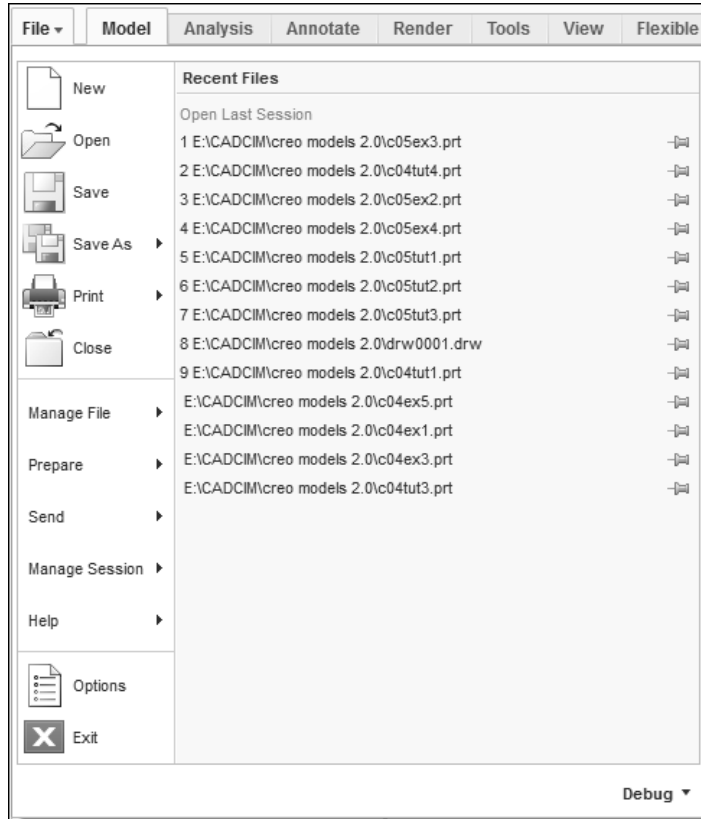 File Model Analysis Annotate Render Tools View Flexible
New
Open
Save
Save As
Print
Close
Manage File
Prepare
Send
Manage Session
Help
Options
Exit
Recent Files
Open Last Session
1 E:\CADCIM\creo models 2.0\c05ex3.prt
2 E:\CADCIM\creo models 2.0\c04tut4.prt
3 E:\CADCIM\creo models 2.0\c05ex2.prt
4 E:\CADCIM\creo models 2.0\c05ex4.prt
5 E:\CADCIM\creo models 2.0\c05tut1.prt
6 E:\CADCIM\creo models 2.0\c05tut2.prt
7 E:\CADCIM\creo models 2.0\c05tut3.prt
8 E:\CADCIM\creo models 2.0\drw0001.drw
9 E:\CADCIM\creo models 2.0\c04tut1.prt
E:\CADCIM\creo models 2.0\c04ex5.prt
E:\CADCIM\creo models 2.0\c04ex1.prt
E:\CADCIM\creo models 2.0\c04ex3.prt
E:\CADCIM\creo models 2.0\c04tut3.prt
Debug